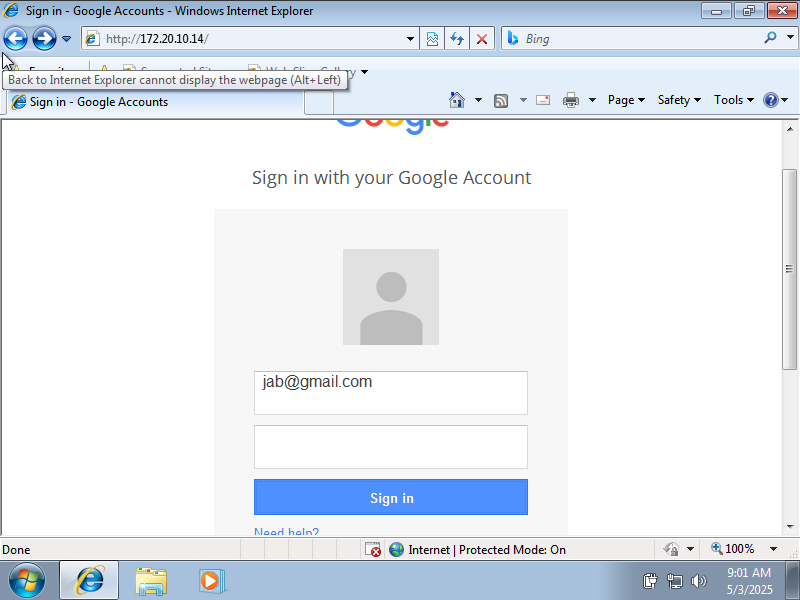 Sign in - Google Accounts - Windows Internet Explorer
http://172.20.10.14/
Bing
Back to Internet Explorer cannot display the webpage (Alt+Left)
Sign in - Google Accounts
Page
Safety
Tools
Google
Sign in with your Google Account
jab@gmail.com
Sign in
Need help?
Done
Internet | Protected Mode: On
100%
9:01 AM
5/3/2025